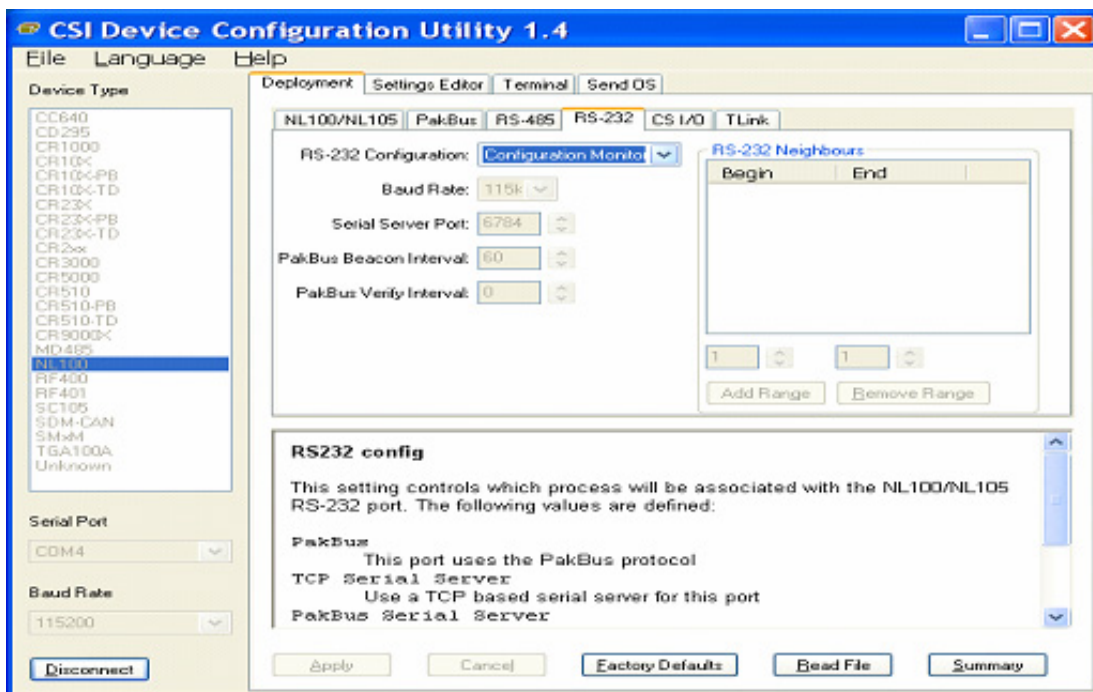 CSI Device Configuration Utility 1.4
File Language Help
Device Type
CC640
CD295
CR1000
CR10X
CR10X-PB
CR10X-TD
CR23X
CR23X-PB
CR23X-TD
CR2xx
CR3000
CR5000
CR510
CR510-PB
CR510-TD
CR9000X
MD485
NL100
RF400
RF401
SC105
SDM-CAN
SMxM
TGA100A
Unknown
Serial Port
COM4
Baud Rate
115200
Disconnect
Deployment Settings Editor Terminal Send OS
NL100/NL105 PakBus RS-485 RS-232 CS I/O TLink
RS-232 Configuration: Configuration Monitor
Baud Rate: 115k
Serial Server Port: 6784
PakBus Beacon Interval: 60
PakBus Verify Interval: 0
RS-232 Neighbours
Begin End
1 1
Add Range Remove Range
RS232 config
This setting controls which process will be associated with the NL100/NL105
RS-232 port. The following values are defined:
PakBus
This port uses the PakBus protocol
TCP Serial Server
Use a TCP based serial server for this port
PakBus Serial Server
Apply Cancel Factory Defaults Read File Summary